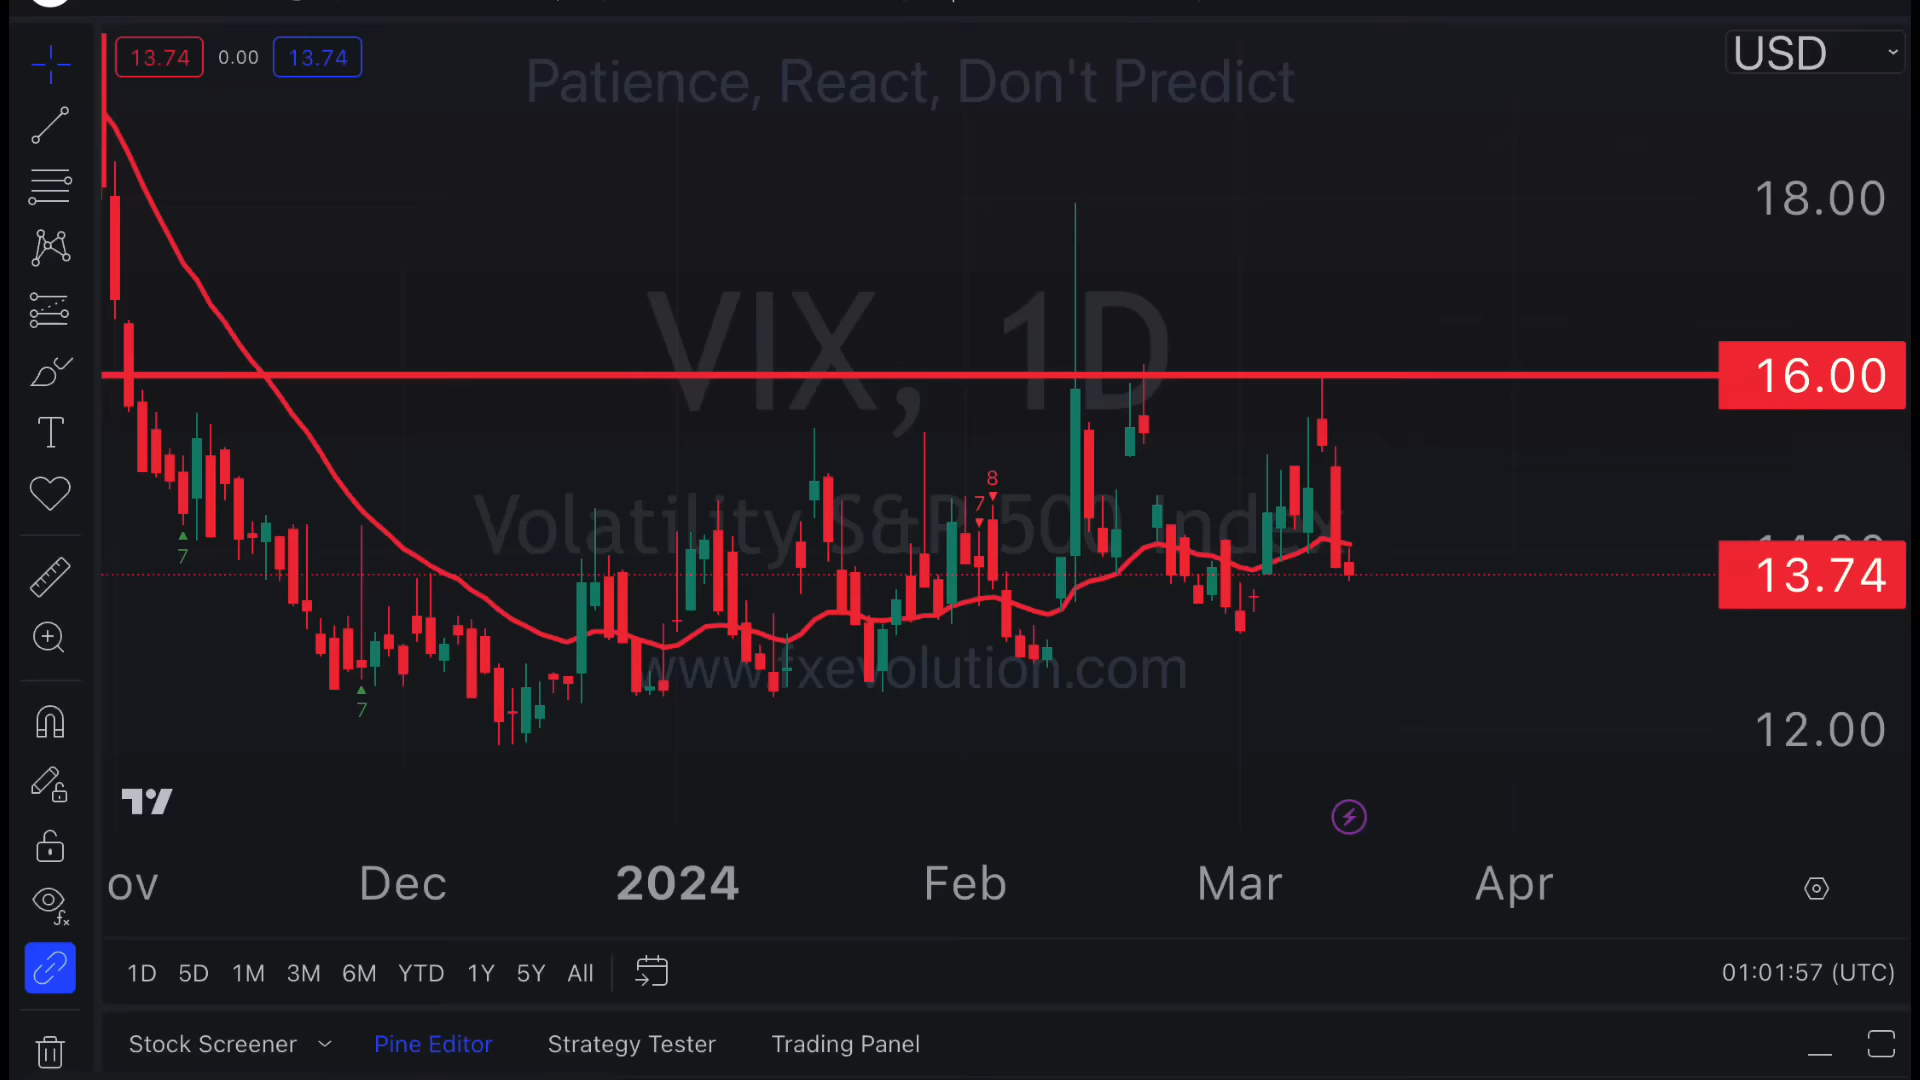 13.74 0.00 13.74
USD
Patience, React, Don't Predict
18.00
VIX, 1D
16.00
8
7
Volatility S&P 500 Index
7
13.74
www.fxevolution.com
7
12.00
ov Dec 2024 Feb Mar Apr
1D 5D 1M 3M 6M YTD 1Y 5Y All
01:01:57 (UTC)
Stock Screener Pine Editor Strategy Tester Trading Panel